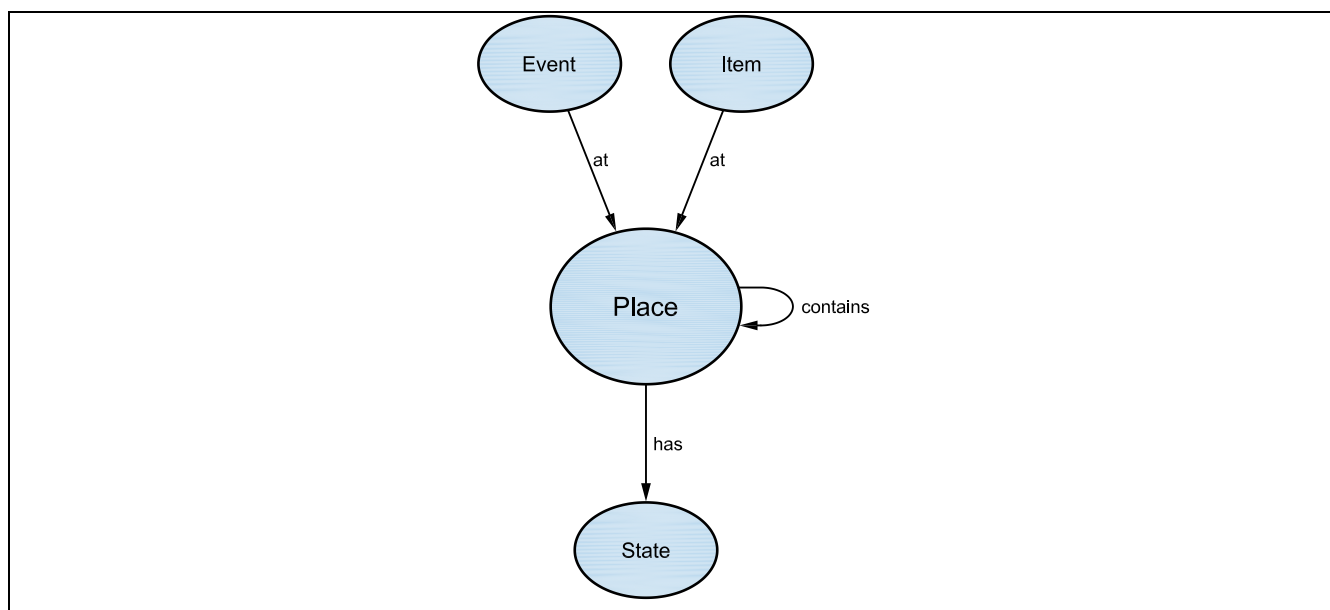 Event
Item
at
at
Place
contains
has
State